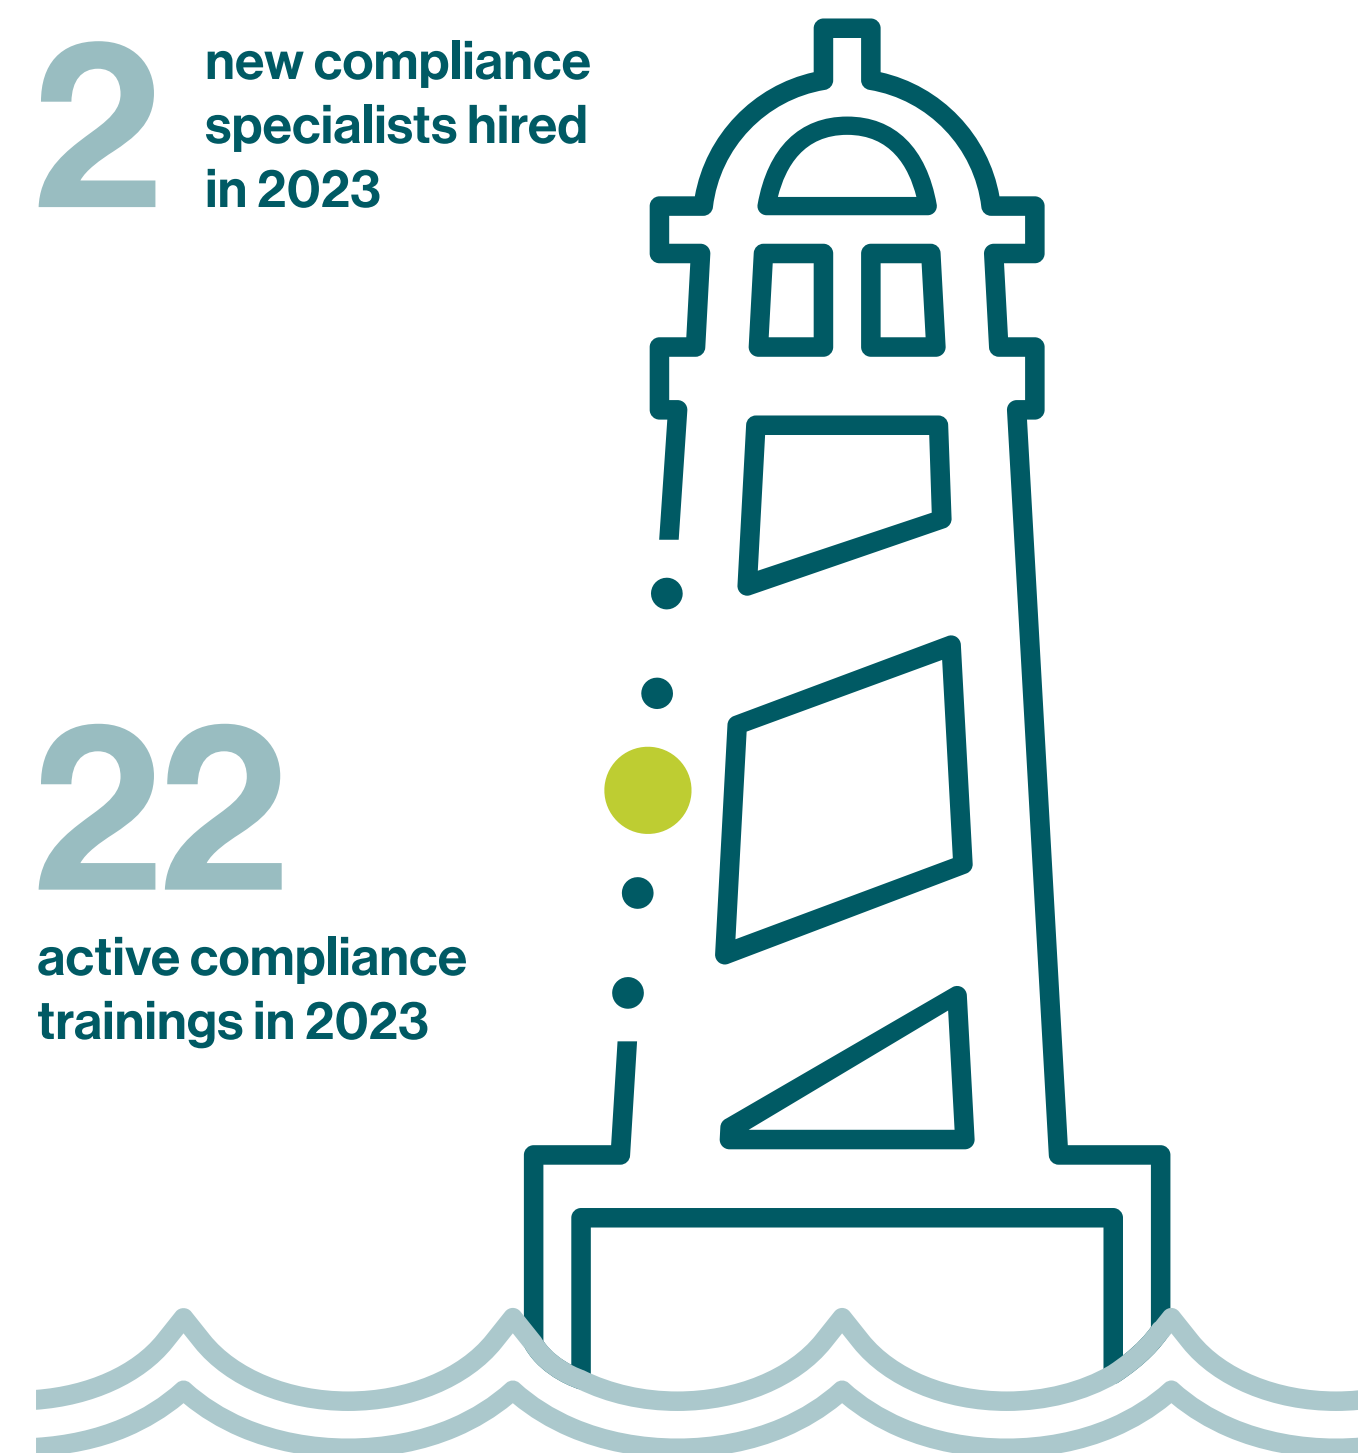 2
new compliance
specialists hired
in 2023
22
active compliance
trainings in 2023